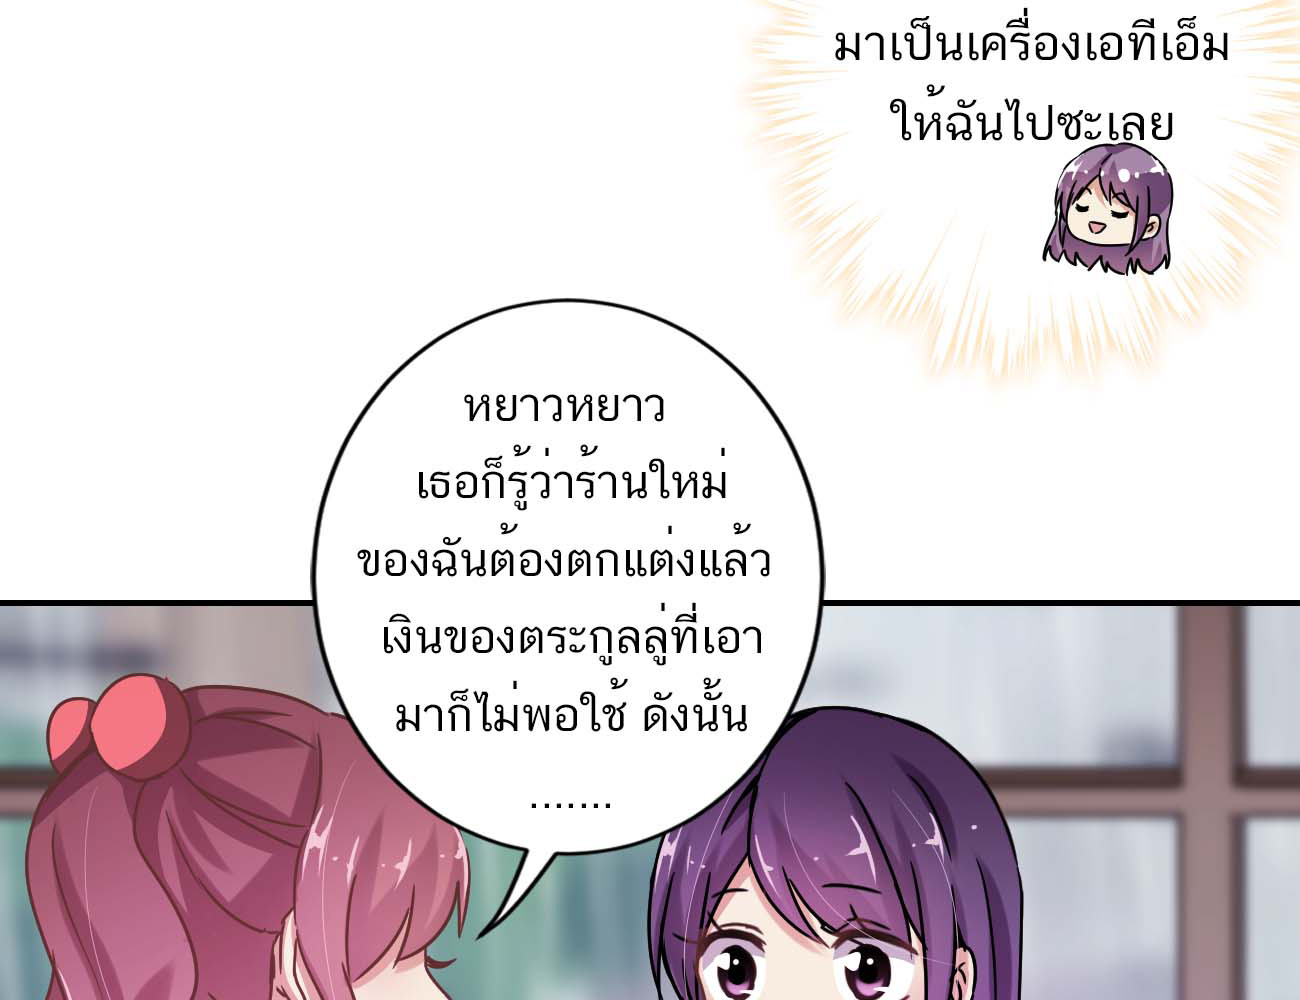 มาเป็นเครื่องเอทีเอ็ม
ให้ฉันไปซะเลย
หยาวหยาว
เธอก็รู้ว่าร้านใหม่
ของฉันต้องตกแต่งแล้ว
เงินของตระกูลลู่ที่เอา
มาก็ไม่พอใช้ ดังนั้น
.......